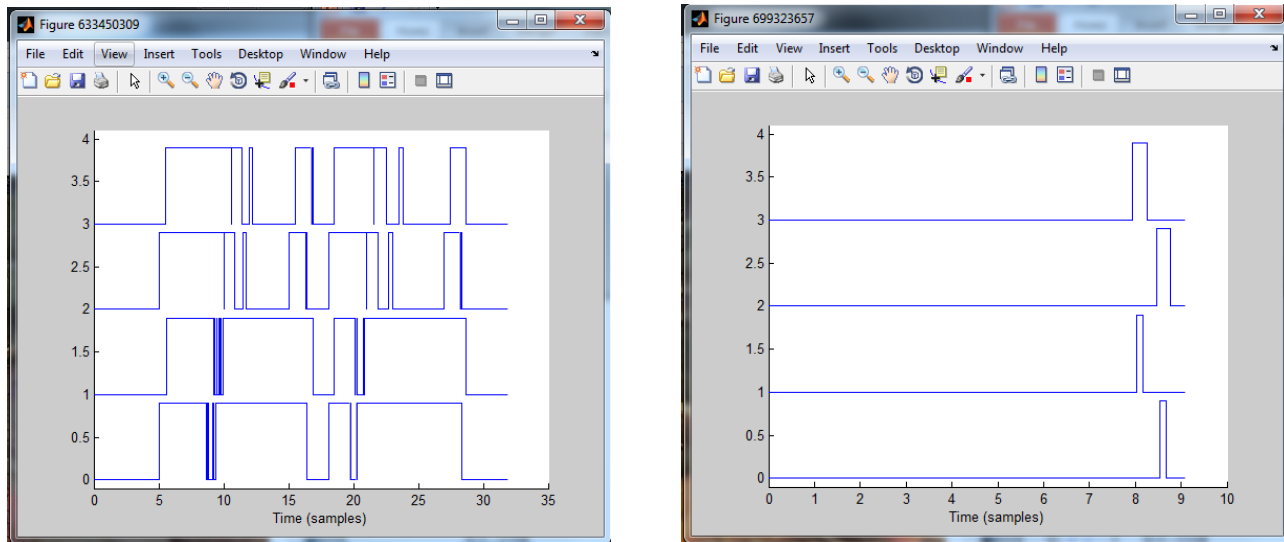 Figure 633450309
File Edit View Insert Tools Desktop Window Help
4
3.5
3
2.5
2
1.5
1
0.5
0
0 5 10 15 20 25 30 35
Time (samples)
Figure 699323657
File Edit View Insert Tools Desktop Window Help
4
3.5
3
2.5
2
1.5
1
0.5
0
0 1 2 3 4 5 6 7 8 9 10
Time (samples)